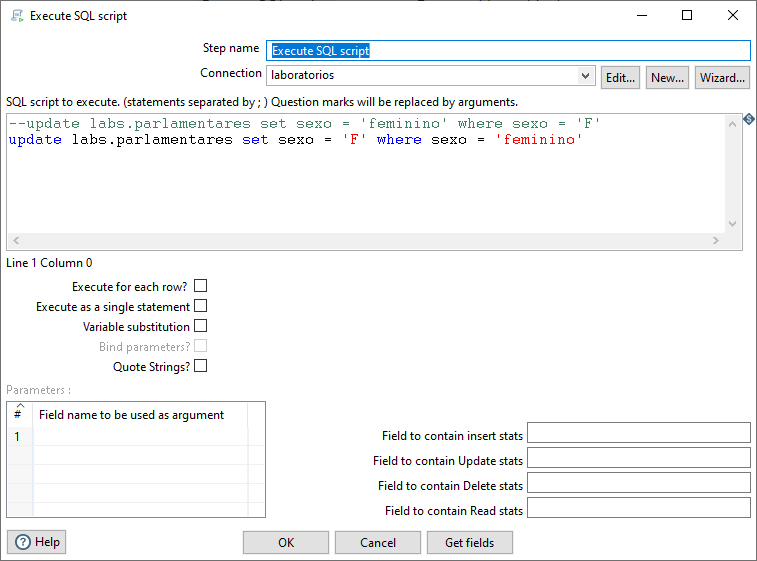 Execute SQL script
Step name Execute SQL script
Connection laboratorios Edit... New... Wizard...
SQL script to execute. (statements separated by ; ) Question marks will be replaced by arguments.
--update labs.parlamentares set sexo = 'feminino' where sexo = 'F'
update labs.parlamentares set sexo = 'F' where sexo = 'feminino'
Line 1 Column 0
Execute for each row?
Execute as a single statement
Variable substitution
Bind parameters?
Quote Strings?
Parameters :
# Field name to be used as argument
1
Field to contain insert stats
Field to contain Update stats
Field to contain Delete stats
Field to contain Read stats
Help OK Cancel Get fields